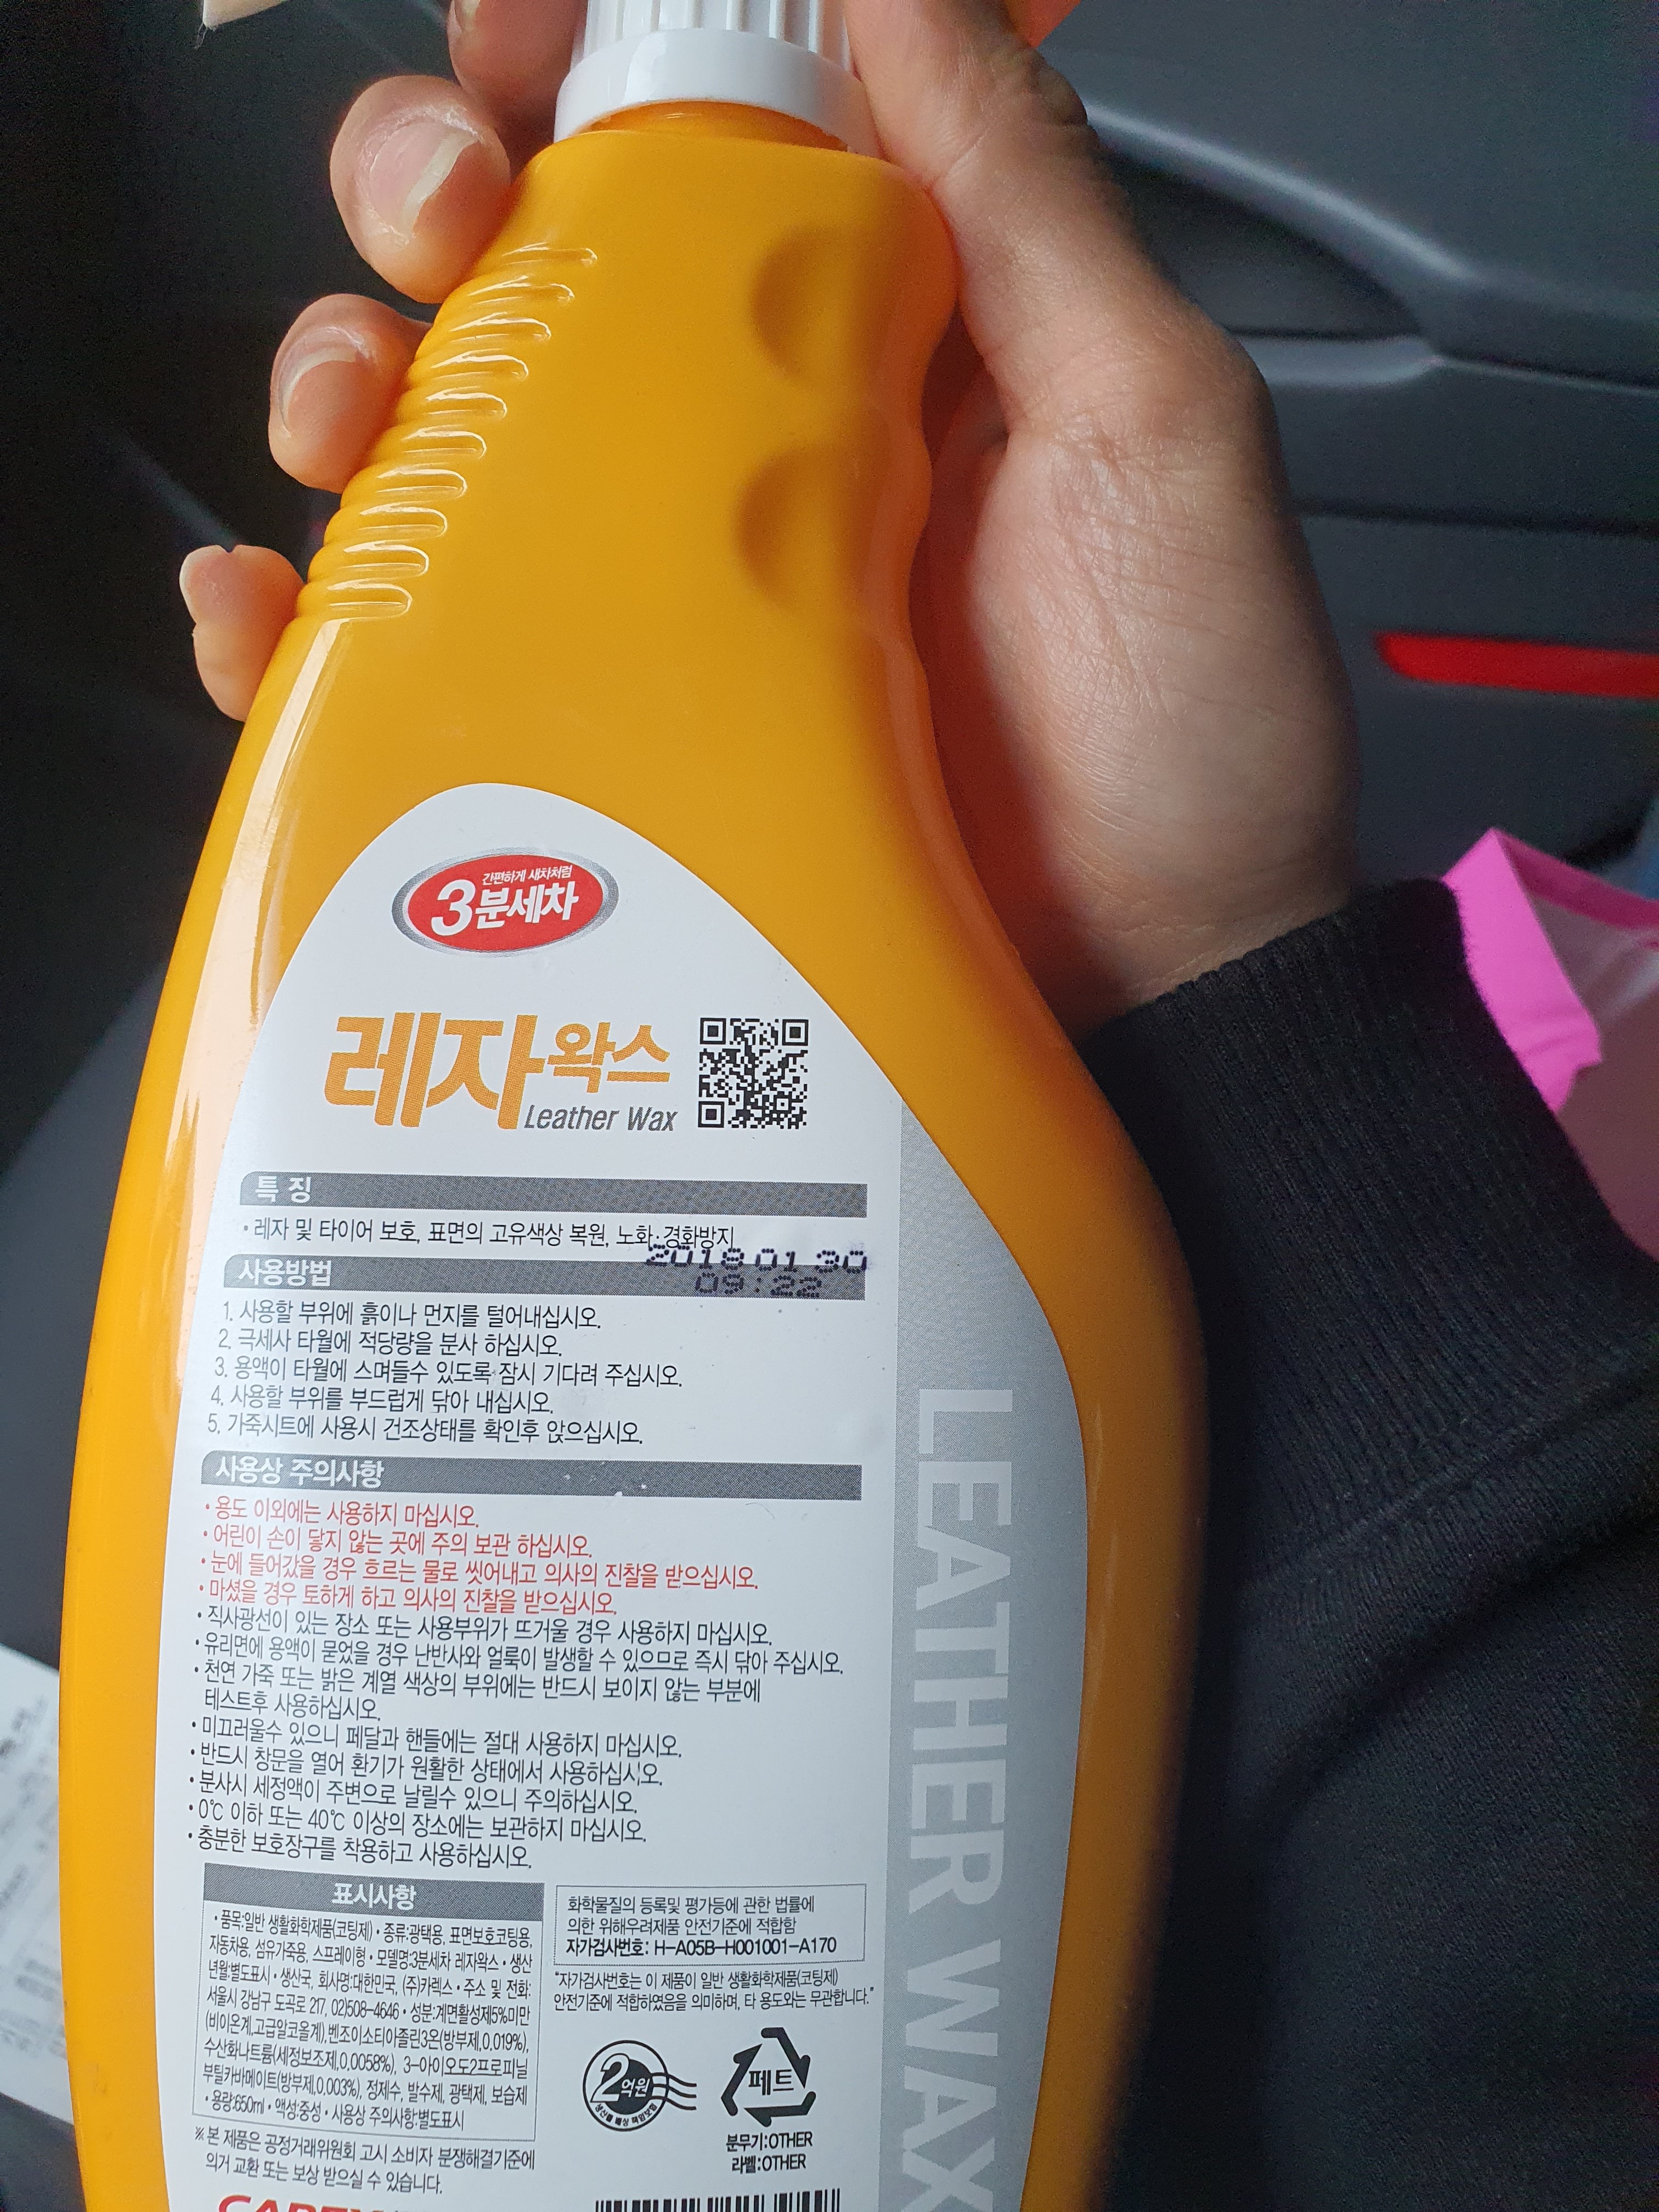 간편하게 새차처럼
3분세차
레자왁스
Leather Wax
특 징
• 레자 및 타이어 보호, 표면의 고유색상 복원, 노화·경화방지
2018 01 30
09:22
사용방법
1. 사용할 부위에 흙이나 먼지를 털어내십시오.
2. 극세사 타월에 적당량을 분사 하십시오.
3. 용액이 타월에 스며들수 있도록 잠시 기다려 주십시오.
4. 사용할 부위를 부드럽게 닦아 내십시오.
5. 가죽시트에 사용시 건조상태를 확인후 앉으십시오.
사용상 주의사항
• 용도 이외에는 사용하지 마십시오.
• 어린이 손이 닿지 않는 곳에 주의 보관 하십시오.
• 눈에 들어갔을 경우 흐르는 물로 씻어내고 의사의 진찰을 받으십시오.
• 마셨을 경우 토하게 하고 의사의 진찰을 받으십시오.
• 직사광선이 있는 장소 또는 사용부위가 뜨거울 경우 사용하지 마십시오.
• 유리면에 용액이 묻었을 경우 난반사와 얼룩이 발생할 수 있으므로 즉시 닦아 주십시오.
• 천연 가죽 또는 밝은 계열 색상의 부위에는 반드시 보이지 않는 부분에
테스트후 사용하십시오.
• 미끄러울수 있으니 페달과 핸들에는 절대 사용하지 마십시오.
• 반드시 창문을 열어 환기가 원활한 상태에서 사용하십시오.
• 분사시 세정액이 주변으로 날릴수 있으니 주의하십시오.
• 0℃ 이하 또는 40℃ 이상의 장소에는 보관하지 마십시오.
• 충분한 보호장구를 착용하고 사용하십시오.
표시사항
• 품목:일반 생활화학제품(코팅제) • 종류:광택용, 표면보호코팅용,
자동차용, 섬유가죽용, 스프레이형 • 모델명:3분세차 레자왁스 • 생산
년월:별도표시 • 생산국, 회사명:대한민국, (주)카렉스 • 주소 및 전화:
서울시 강남구 도곡로 217, 02)508-4646 • 성분:계면활성제5%미만
(비이온계,고급알코올계),벤조이소티아졸린3온(방부제,0.019%),
수산화나트륨(세정보조제,0.0058%), 3-아이오도2프로피닐
부틸카바메이트(방부제,0.003%), 정제수, 발수제, 광택제, 보습제
• 용량:650ml • 액성:중성 • 사용상 주의사항:별도표시
※ 본 제품은 공정거래위원회 고시 소비자 분쟁해결기준에
의거 교환 또는 보상 받으실 수 있습니다.
화학물질의 등록및 평가등에 관한 법률에
의한 위해우려제품 안전기준에 적합함
자가검사번호: H-A05B-H001001-A170
"자가검사번호는 이 제품이 일반 생활화학제품(코팅제)
안전기준에 적합하였음을 의미하며, 타 용도와는 무관합니다."
2억원
생산물 배상 책임보험
페트
분무기:OTHER
라벨:OTHER
LEATHER WAX